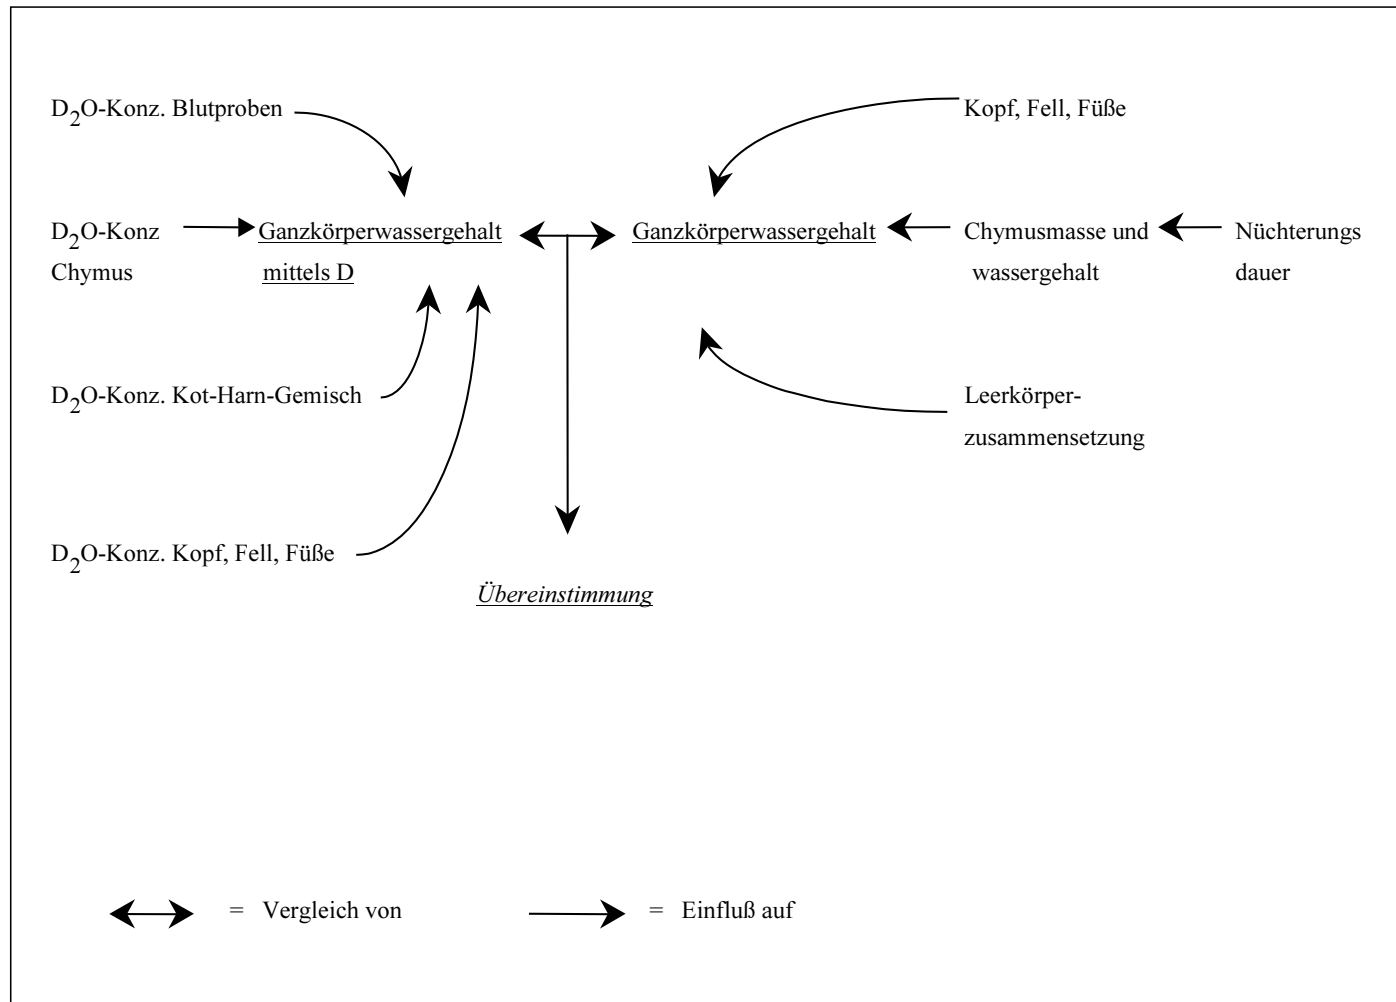 D2O-Konz. Blutproben
Kopf, Fell, Füße
D2O-Konz
Chymus
Ganzkörperwassergehalt
mittels D
Ganzkörperwassergehalt
Chymusmasse und
wassergehalt
Nüchterungs
dauer
D2O-Konz. Kot-Harn-Gemisch
Leerkörper-
zusammensetzung
D2O-Konz. Kopf, Fell, Füße
Übereinstimmung
= Vergleich von
= Einfluß auf